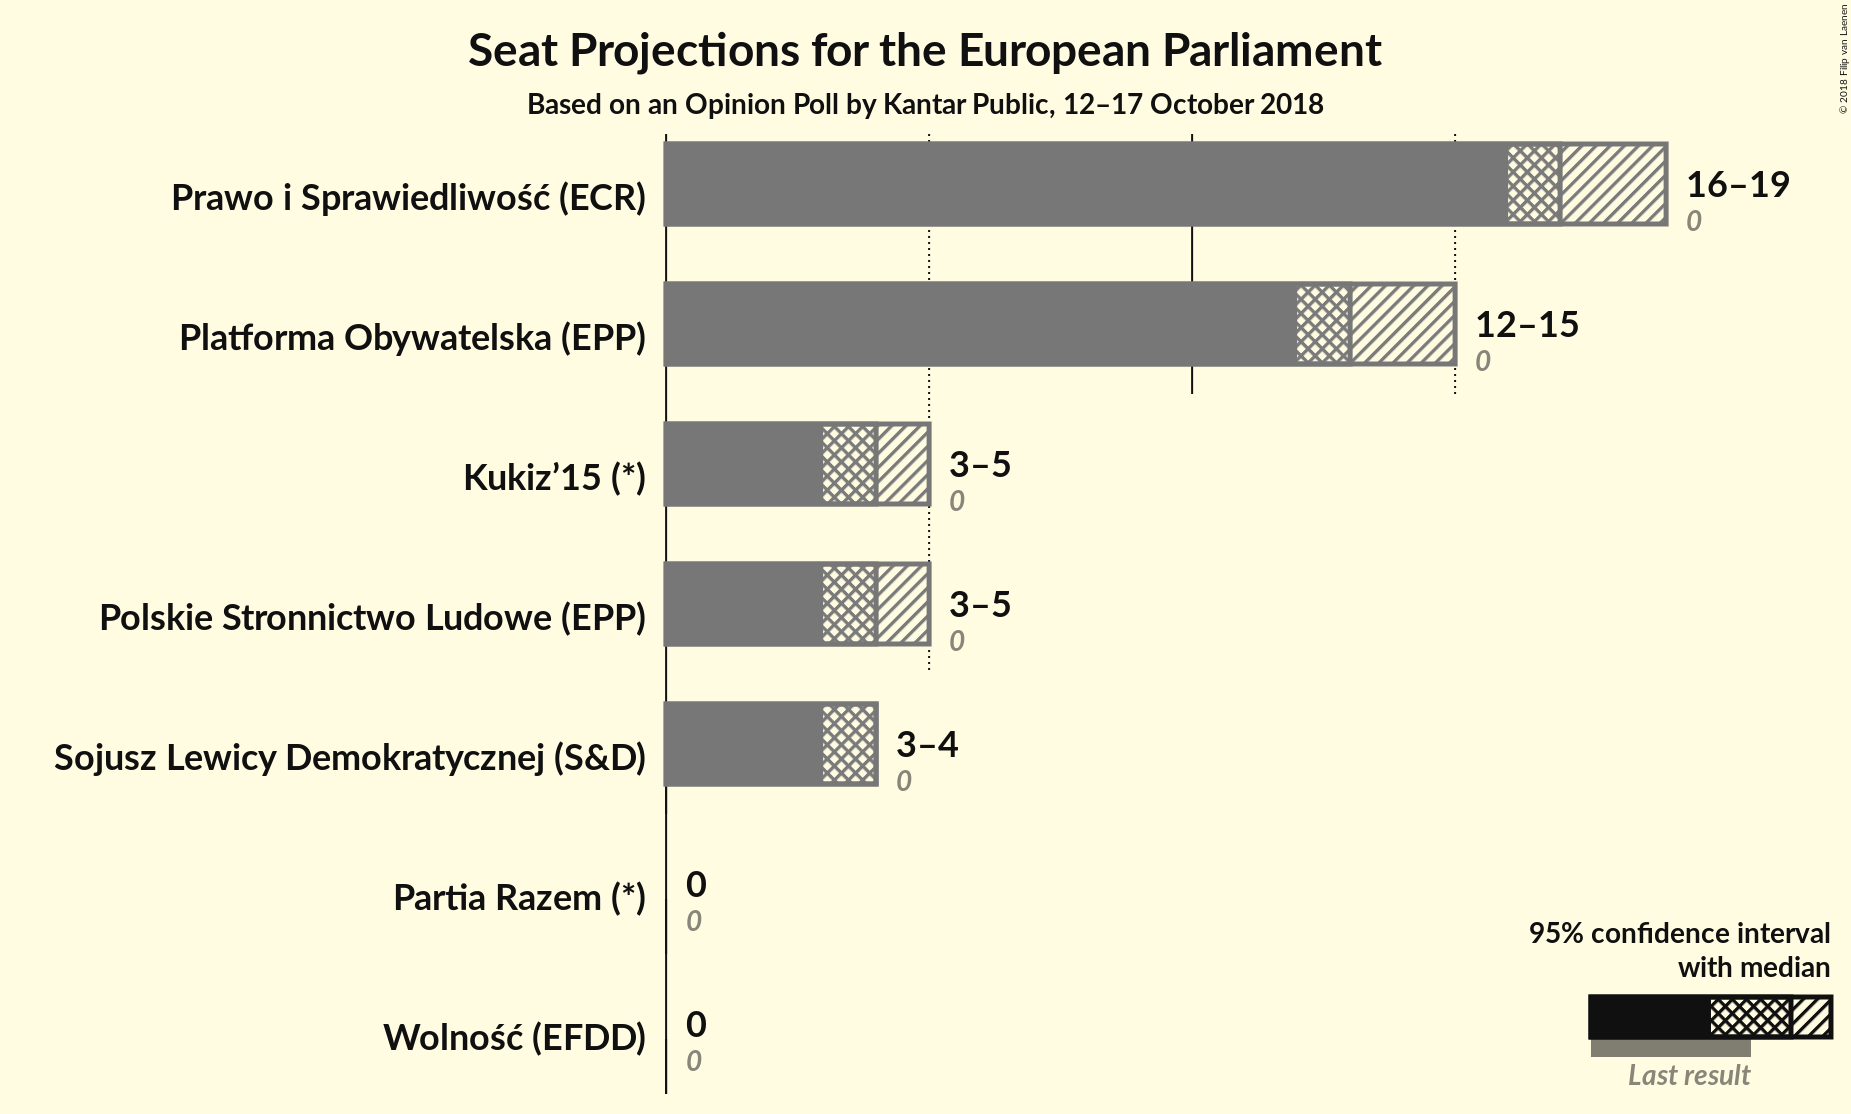 Seat Projections for the European Parliament
Based on an Opinion Poll by Kantar Public, 12–17 October 2018
© 2018 Filip van Laenen
Prawo i Sprawiedliwość (ECR)
16–19
0
Platforma Obywatelska (EPP)
12–15
0
Kukiz’15 (*)
3–5
0
Polskie Stronnictwo Ludowe (EPP)
3–5
0
Sojusz Lewicy Demokratycznej (S&D)
3–4
0
Partia Razem (*)
0
0
Wolność (EFDD)
0
0
95% confidence interval
with median
Last result